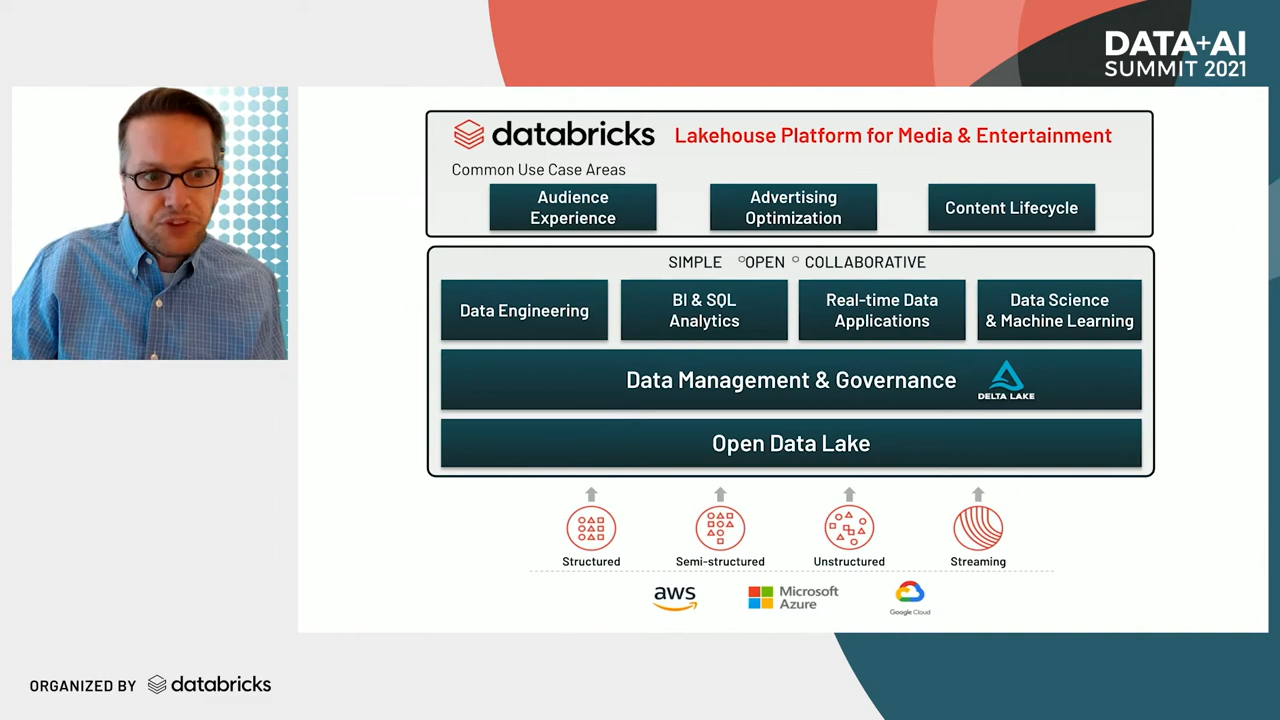 DATA+AI
SUMMIT 2021
databricks Lakehouse Platform for Media & Entertainment
Common Use Case Areas
Audience
Experience
Advertising
Optimization
Content Lifecycle
SIMPLE OPEN COLLABORATIVE
Data Engineering
BI & SQL
Analytics
Real-time Data
Applications
Data Science
& Machine Learning
Data Management & Governance
DELTA LAKE
Open Data Lake
Structured
Semi-structured
Unstructured
Streaming
aws
Microsoft
Azure
Google Cloud
ORGANIZED BY databricks